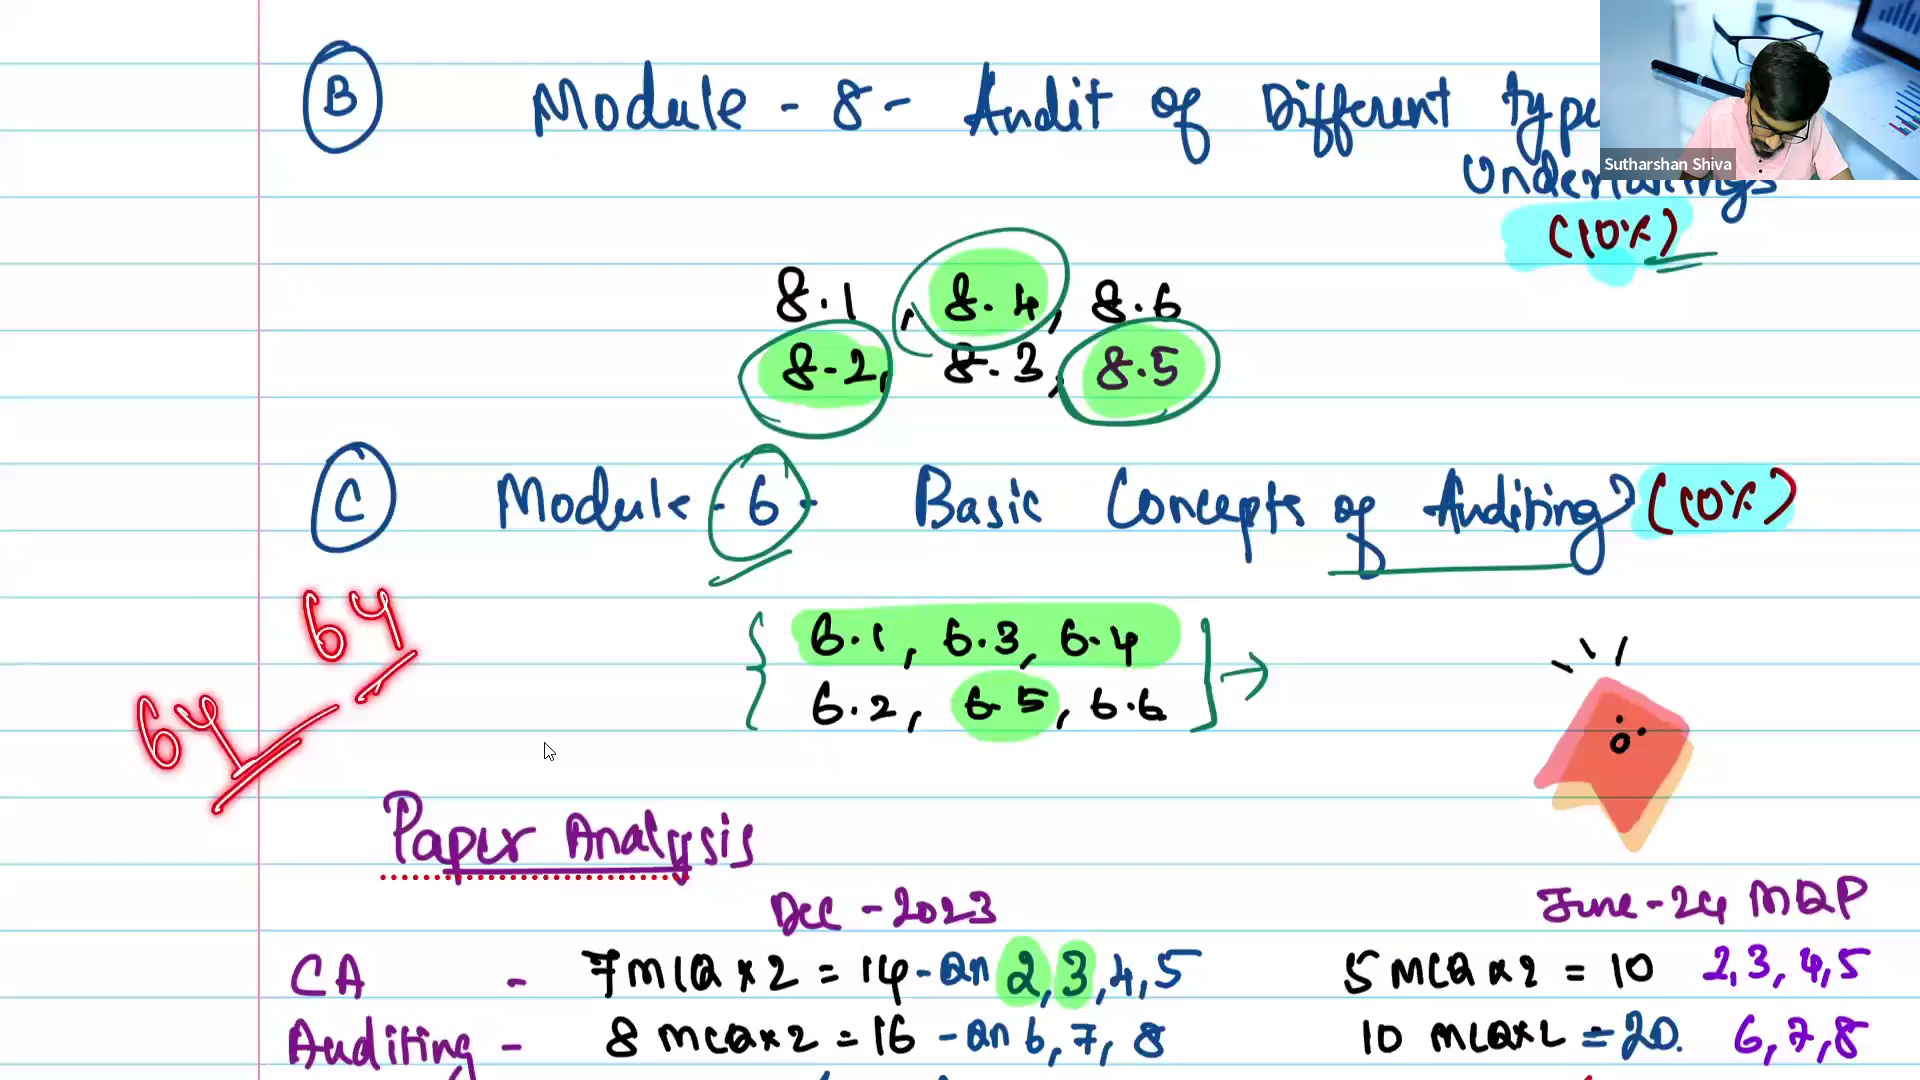 B Module - 8 - Audit of Different type
Undertakings
(10%)
Sutharshan Shiva
8.1, 8.4, 8.6
8.2, 8.3, 8.5
C Module - 6 - Basic Concepts of Auditing (10%)
64
{ 6.1, 6.3, 6.4
6.2, 6.5, 6.6 } →
64
Paper Analysis
Dec - 2023 June - 24 MQP
CA - 7 MCQ x 2 = 14 - Qn 2, 3, 4, 5 5 MCQ x 2 = 10 2, 3, 4, 5
Auditing - 8 MCQ x 2 = 16 - Qn 6, 7, 8 10 MCQ x 2 = 20. 6, 7, 8